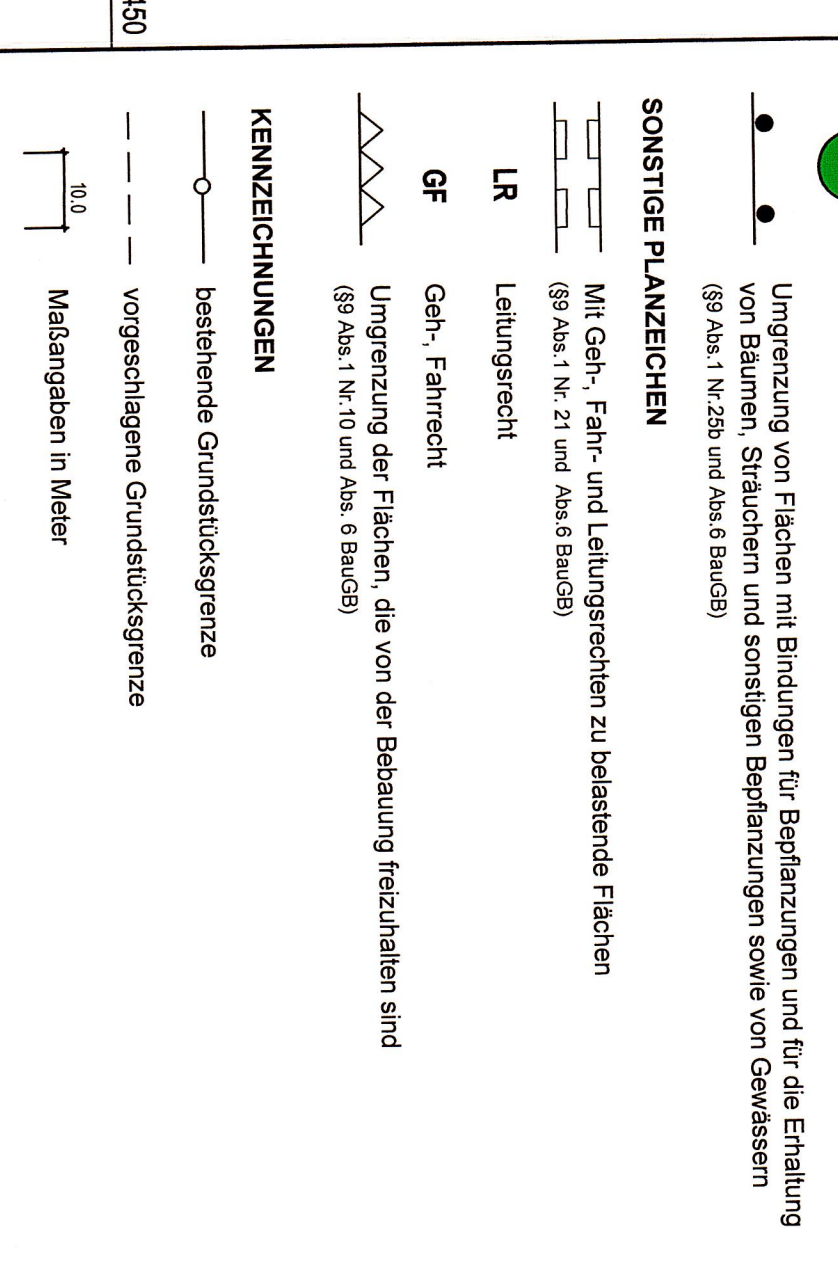 Umgrenzung von Flächen mit Bindungen für Bepflanzungen und für die Erhaltung
von Bäumen, Sträuchern und sonstigen Bepflanzungen sowie von Gewässern
(§9 Abs.1 Nr.25b und Abs.6 BauGB)
SONSTIGE PLANZEICHEN
Mit Geh-, Fahr- und Leitungsrechten zu belastende Flächen
(§9 Abs.1 Nr. 21 und Abs.6 BauGB)
LR Leitungsrecht
GF Geh-, Fahrrecht
Umgrenzung der Flächen, die von der Bebauung freizuhalten sind
(§9 Abs.1 Nr.10 und Abs. 6 BauGB)
KENNZEICHNUNGEN
bestehende Grundstücksgrenze
vorgeschlagene Grundstücksgrenze
10.0 Maßangaben in Meter
450